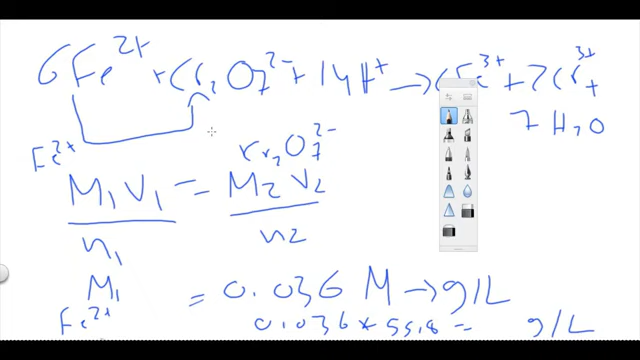 6Fe²⁺ + Cr₂O₇²⁻ + 14H⁺ → 6Fe³⁺ + 2Cr³⁺ +
7H₂O
Fe²⁺ Cr₂O₇²⁻
M₁V₁ = M₂V₂
n₁ n₂
M₁ = 0.036 M → g/L
Fe²⁺ 0.036 * 55.8 = g/L